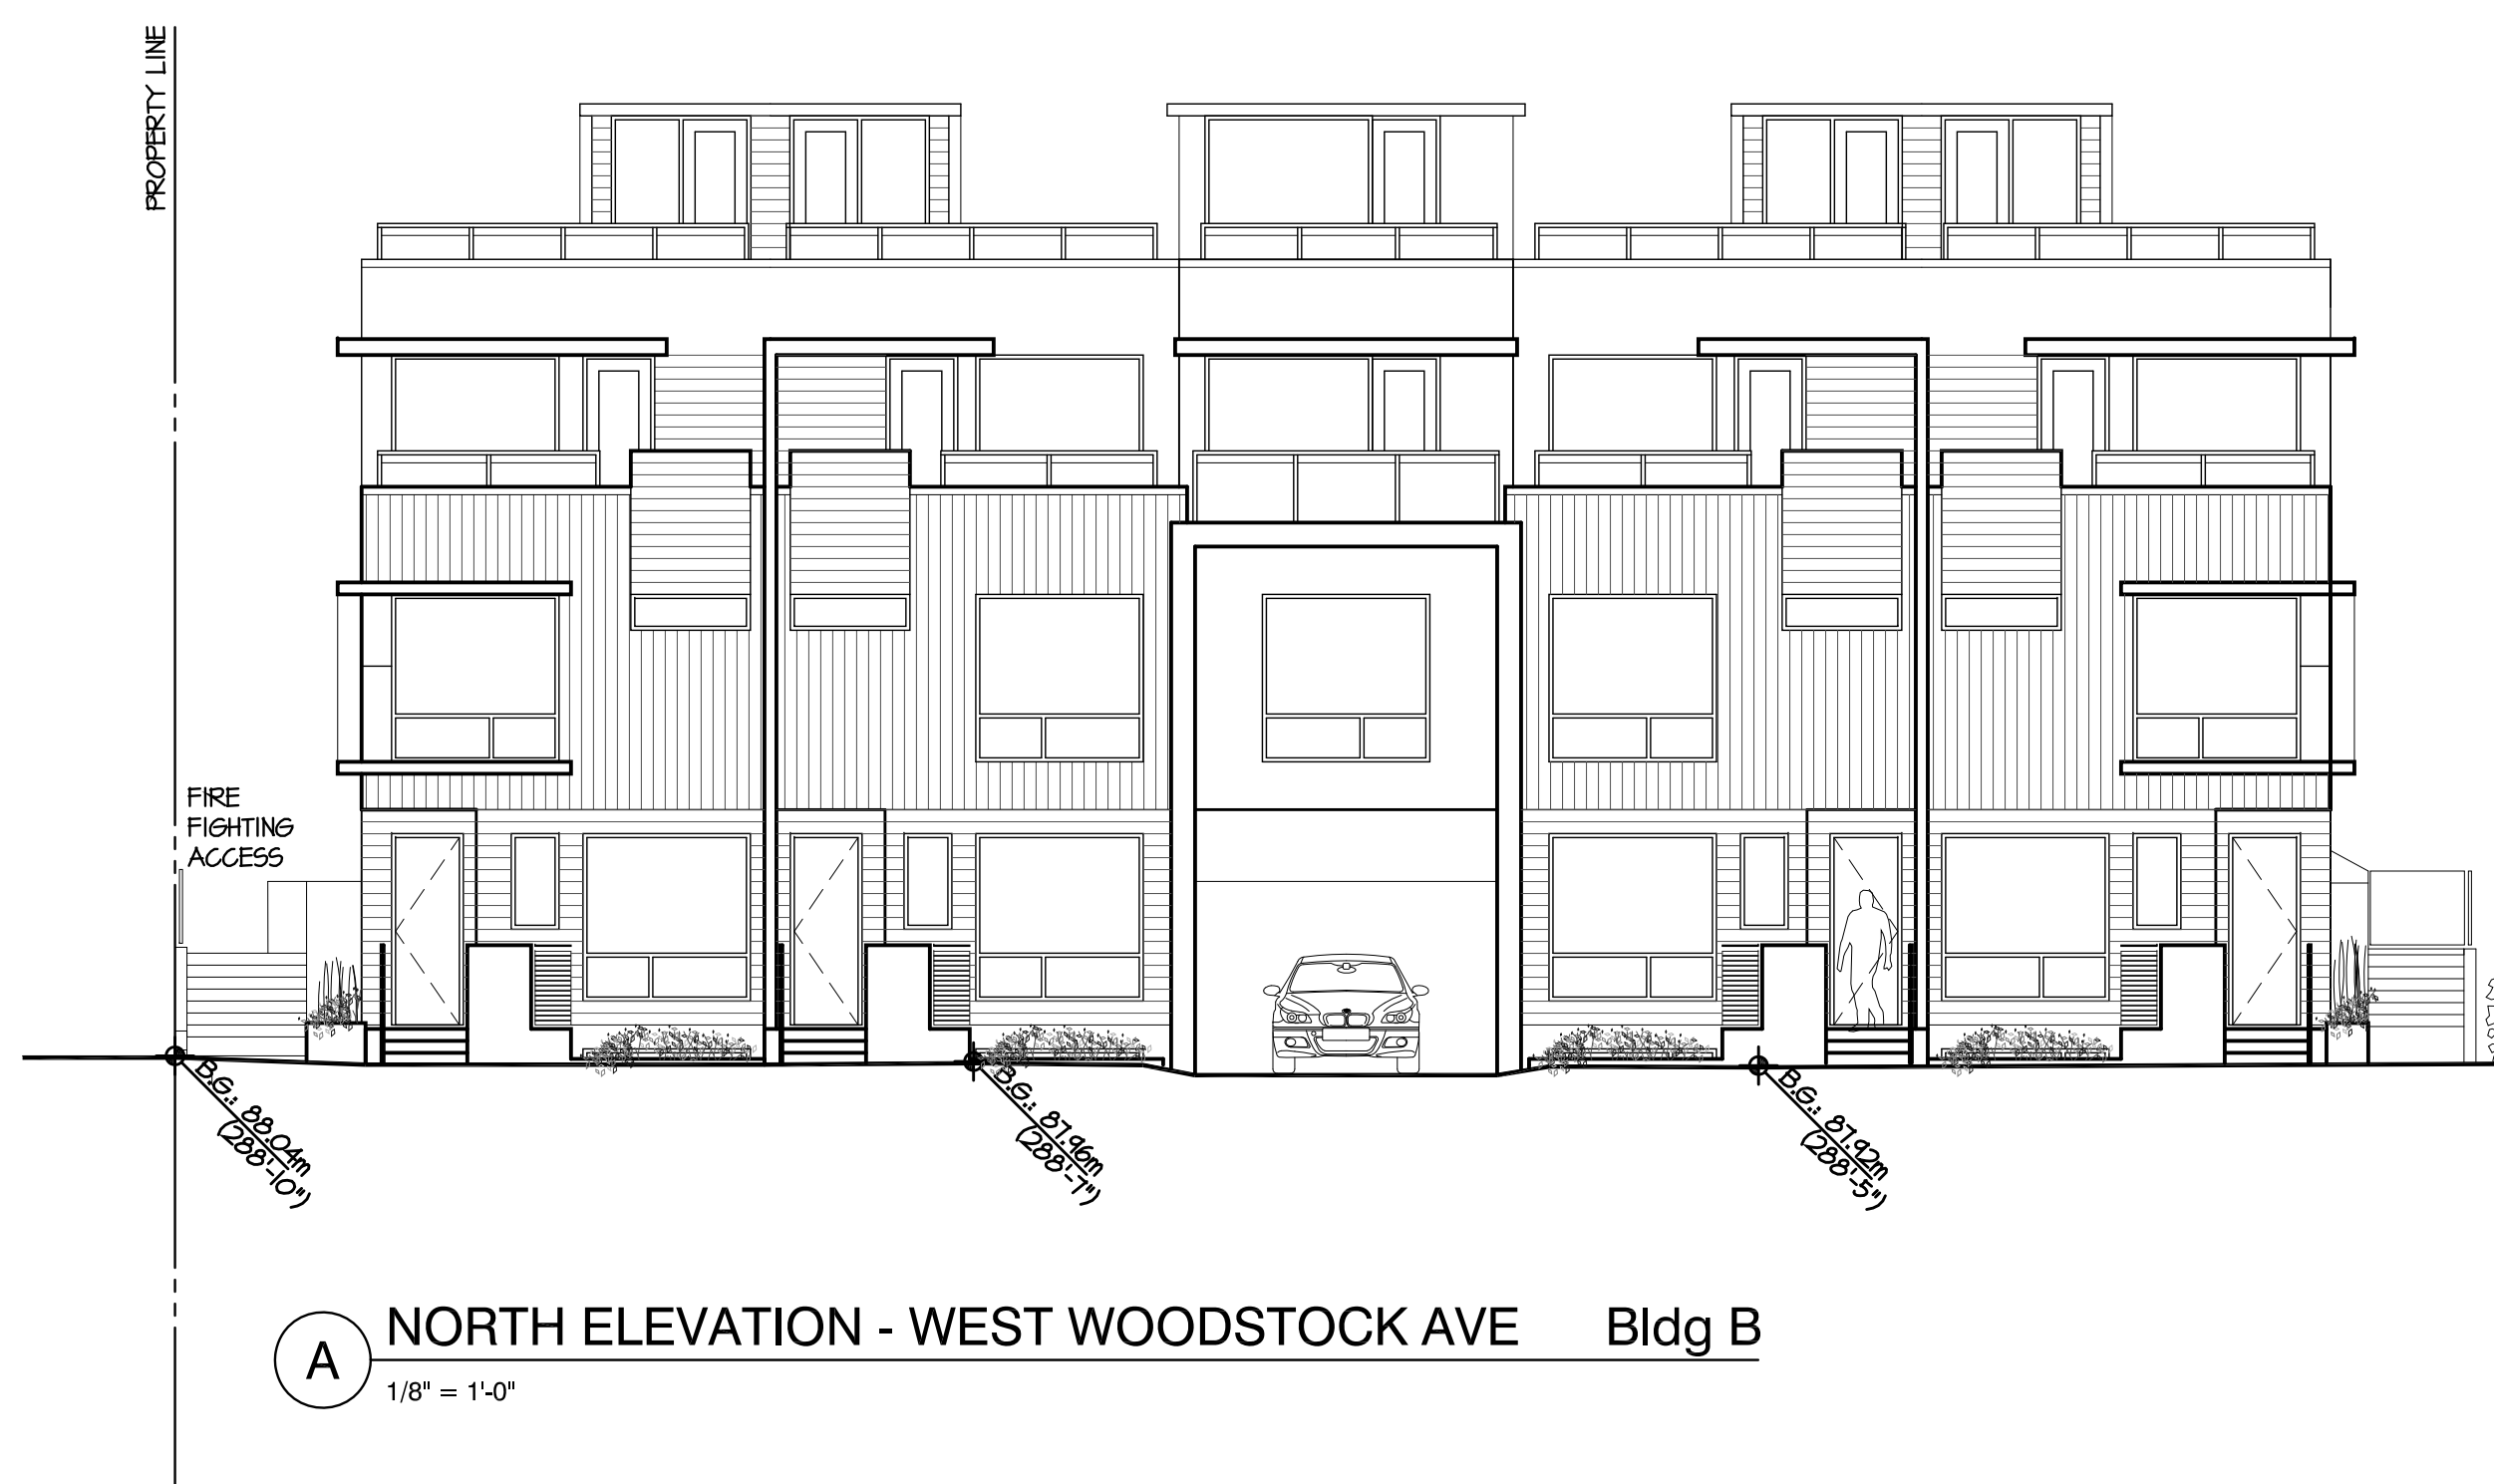 PROPERTY LINE
FIRE
FIGHTING
ACCESS
B.G.: 88.04m
(288'-10")
B.G.: 87.96m
(288'-7")
B.G.: 87.92m
(288'-5")
A
NORTH ELEVATION - WEST WOODSTOCK AVE Bldg B
1/8" = 1'-0"